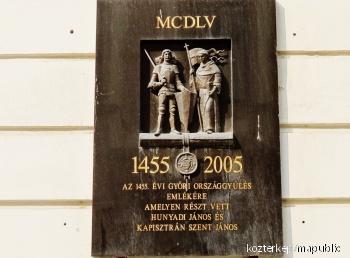 MCDLV
1455 2005
AZ 1455. ÉVI GYŐRI ORSZÁGGYŰLÉS
EMLÉKÉRE
AMELYEN RÉSZT VETT
HUNYADI JÁNOS ÉS
KAPISZTRÁN SZENT JÁNOS
kozterkep/mapublic